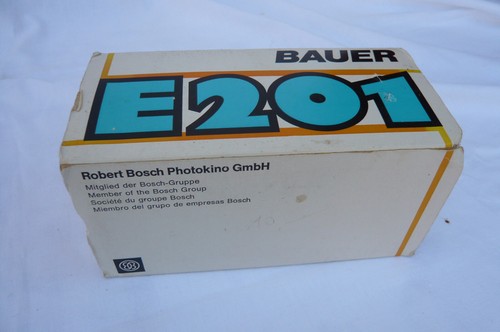 BAUER
E201
Robert Bosch Photokino GmbH
Mitglied der Bosch-Gruppe
Member of the Bosch Group
Société du groupe Bosch
Miembro del grupo de empresas Bosch